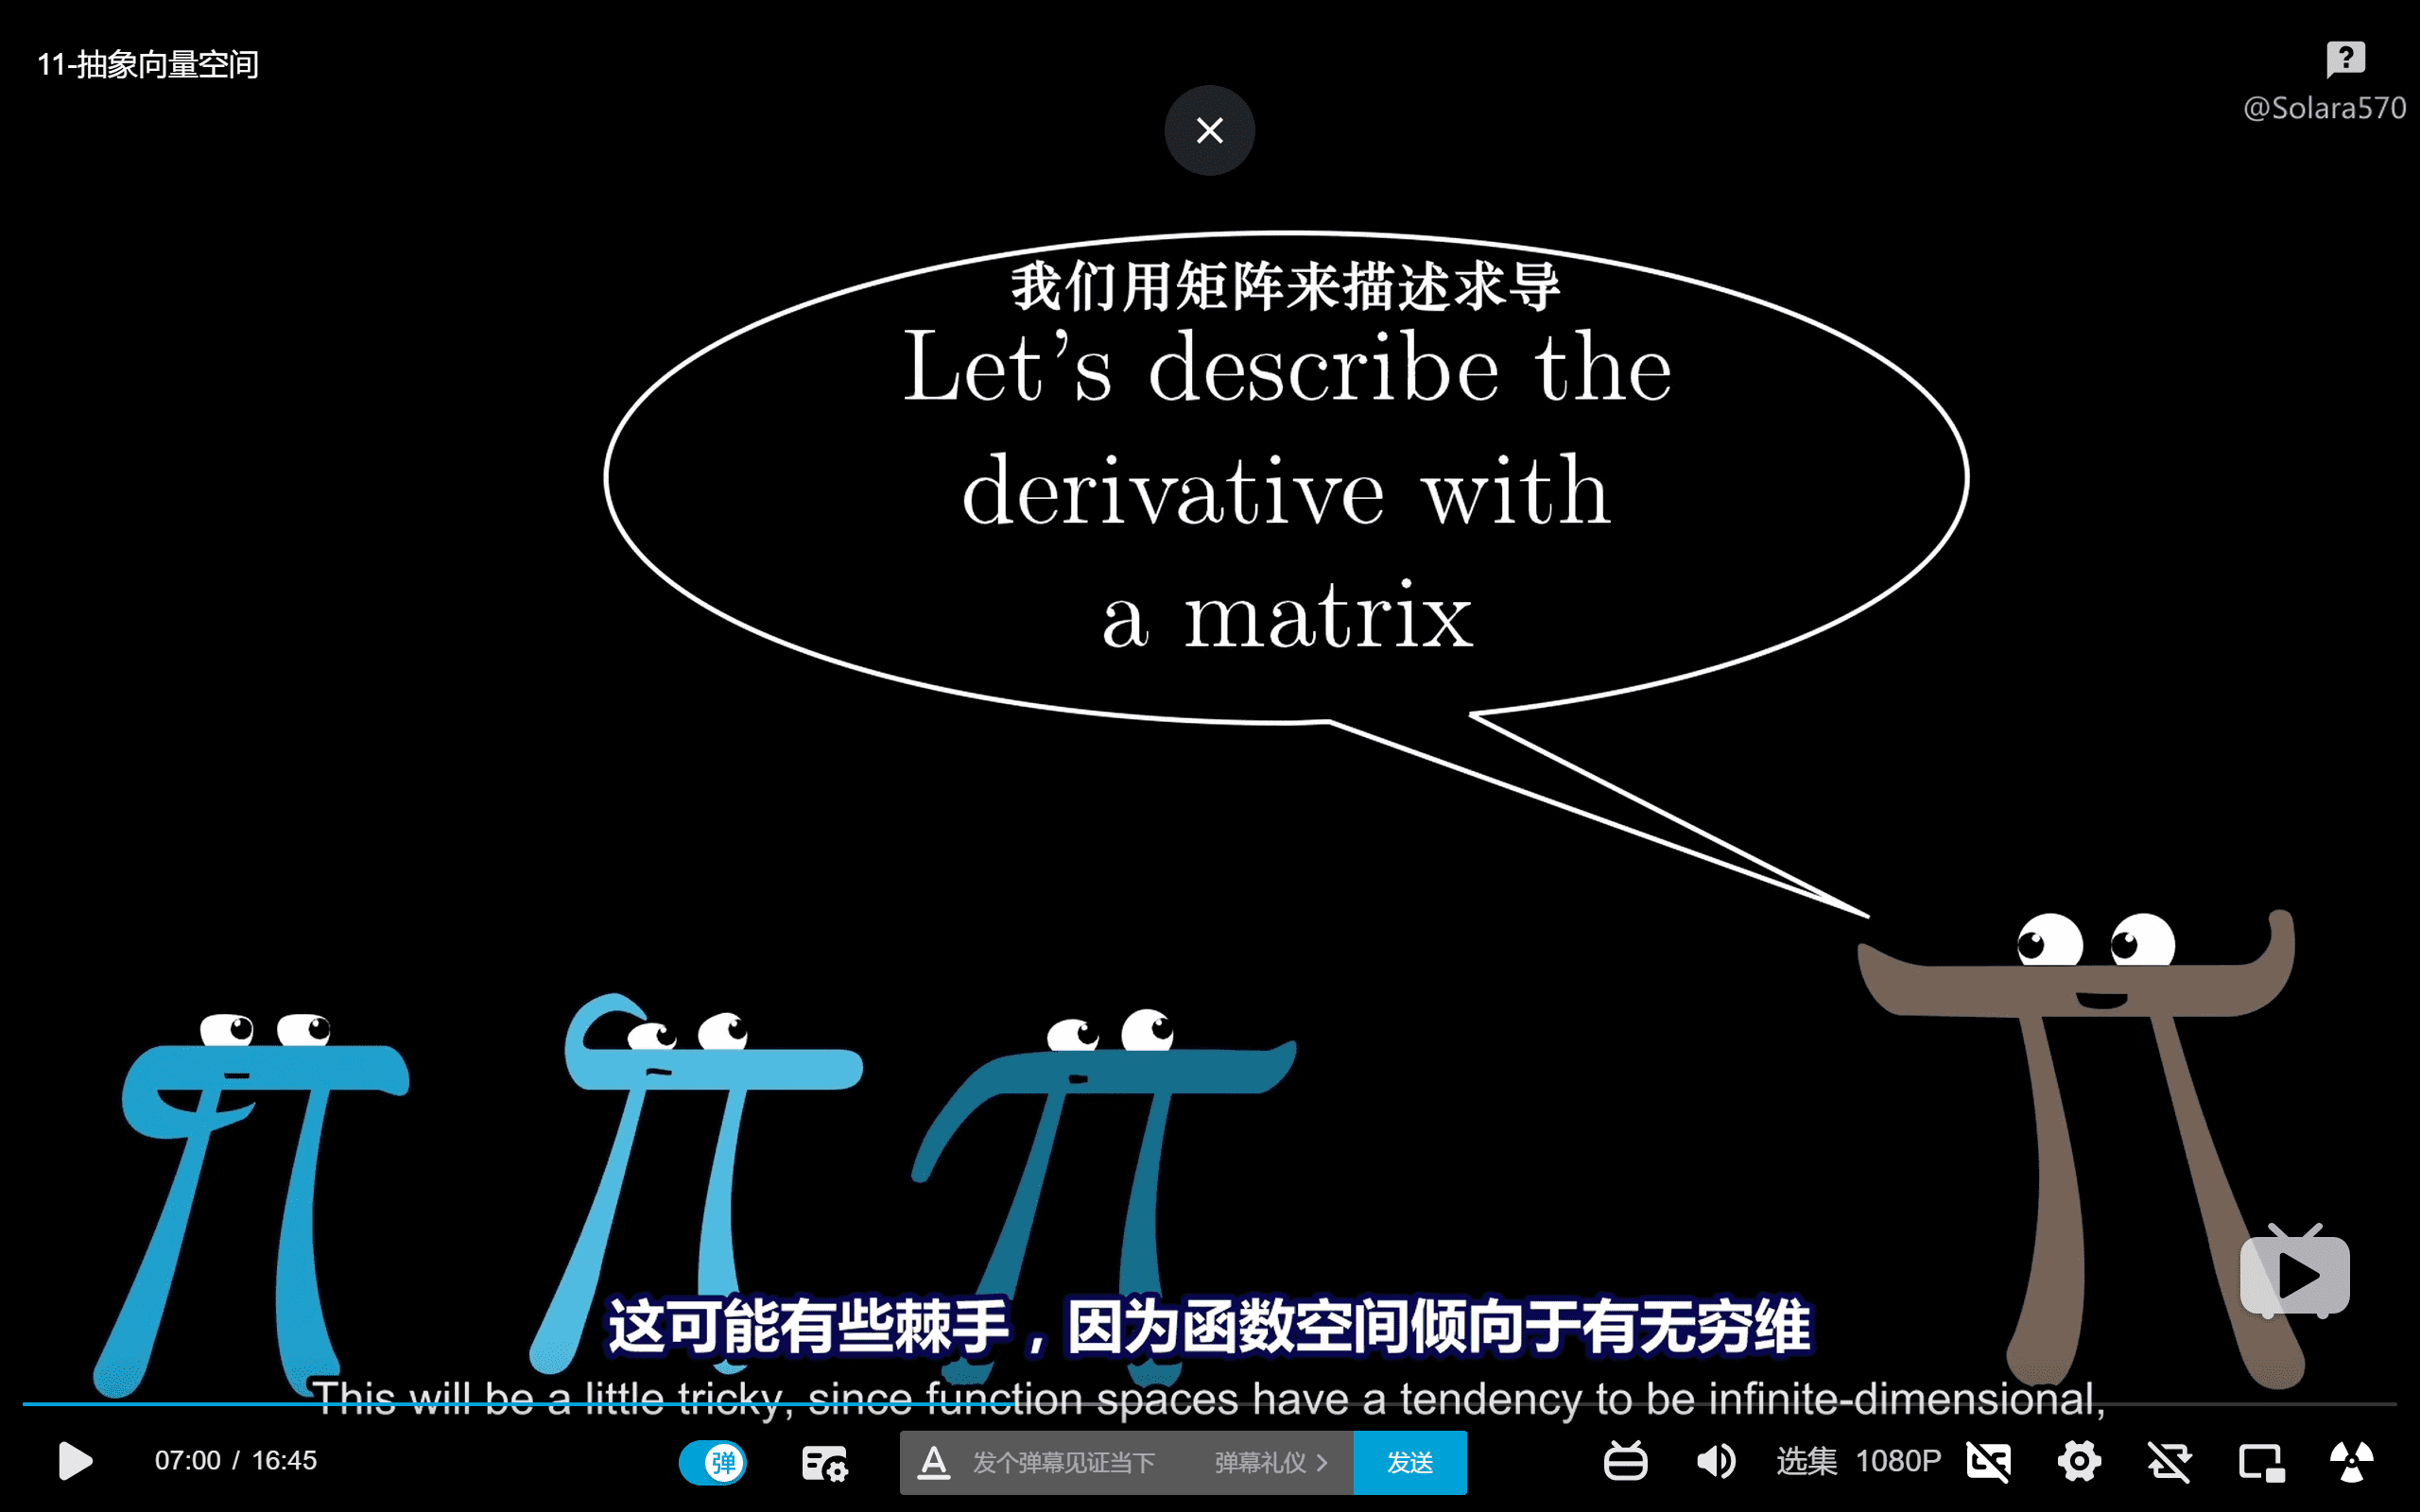 11-抽象向量空间
@Solara570
我们用矩阵来描述求导
Let's describe the
derivative with
a matrix
这可能有些棘手，因为函数空间倾向于有无穷维
This will be a little tricky, since function spaces have a tendency to be infinite-dimensional,
07:00 / 16:45
弹
发个弹幕见证当下
弹幕礼仪 >
发送
选集
1080P